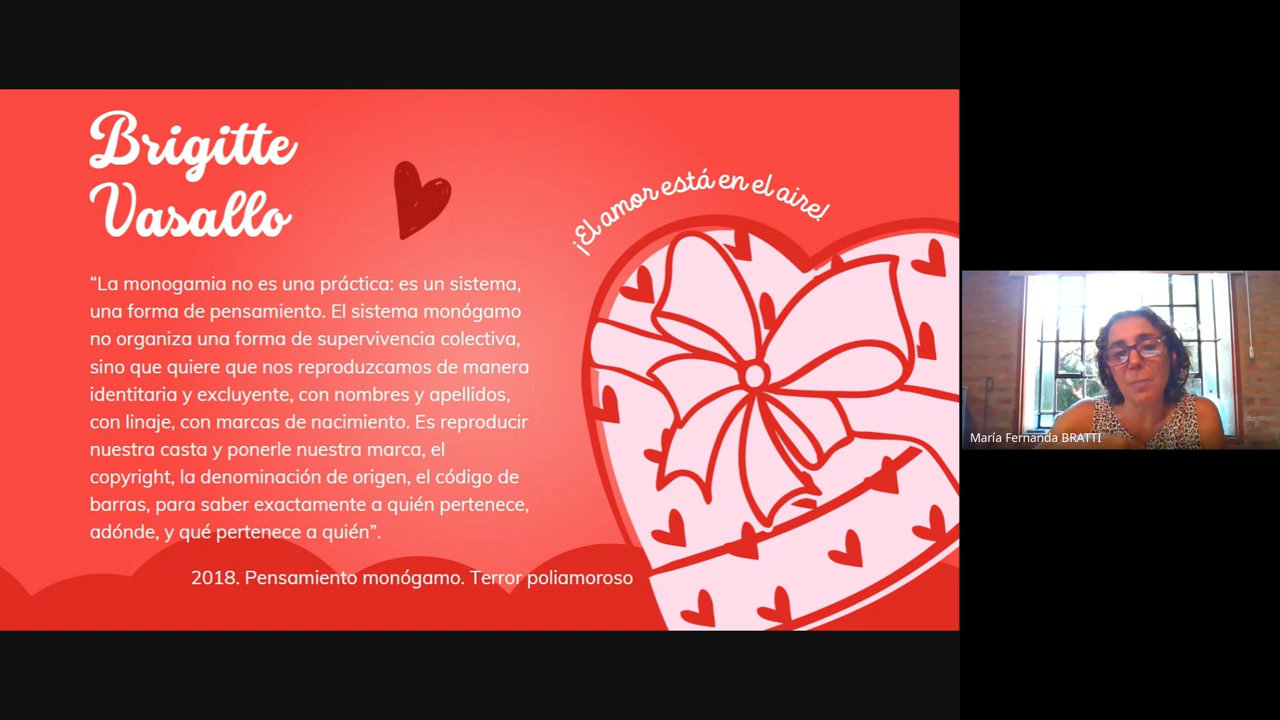 Brigitte
Vasallo
¡El amor está en el aire!
“La monogamia no es una práctica: es un sistema,
una forma de pensamiento. El sistema monógamo
no organiza una forma de supervivencia colectiva,
sino que quiere que nos reproduzcamos de manera
identitaria y excluyente, con nombres y apellidos,
con linaje, con marcas de nacimiento. Es reproducir
nuestra casta y ponerle nuestra marca, el
copyright, la denominación de origen, el código de
barras, para saber exactamente a quién pertenece,
adónde, y qué pertenece a quién”.
2018. Pensamiento monógamo. Terror poliamoroso
María Fernanda BRATTI